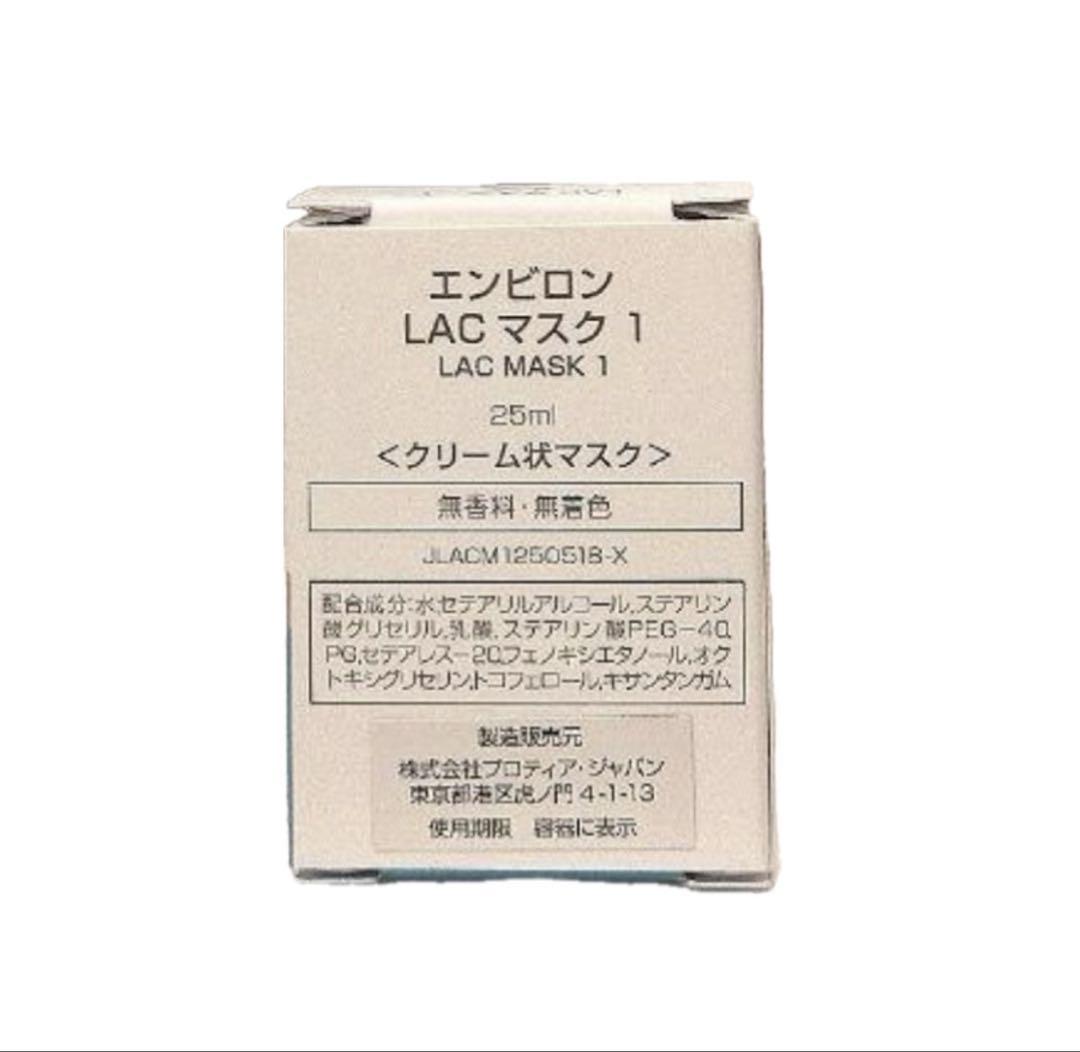 エンビロン
LAC マスク 1
LAC MASK 1
25ml
＜クリーム状マスク＞
無香料・無着色
JLACM1250518-X
配合成分:水,セテアリルアルコール,ステアリン
酸グリセリル,乳酸,ステアリン酸PEG-40,
PG,セテアレス-20,フェノキシエタノール,オク
トキシグリセリン,トコフェロール,キサンタンガム
製造販売元
株式会社プロティア・ジャパン
東京都港区虎ノ門 4-1-13
使用期限　容器に表示